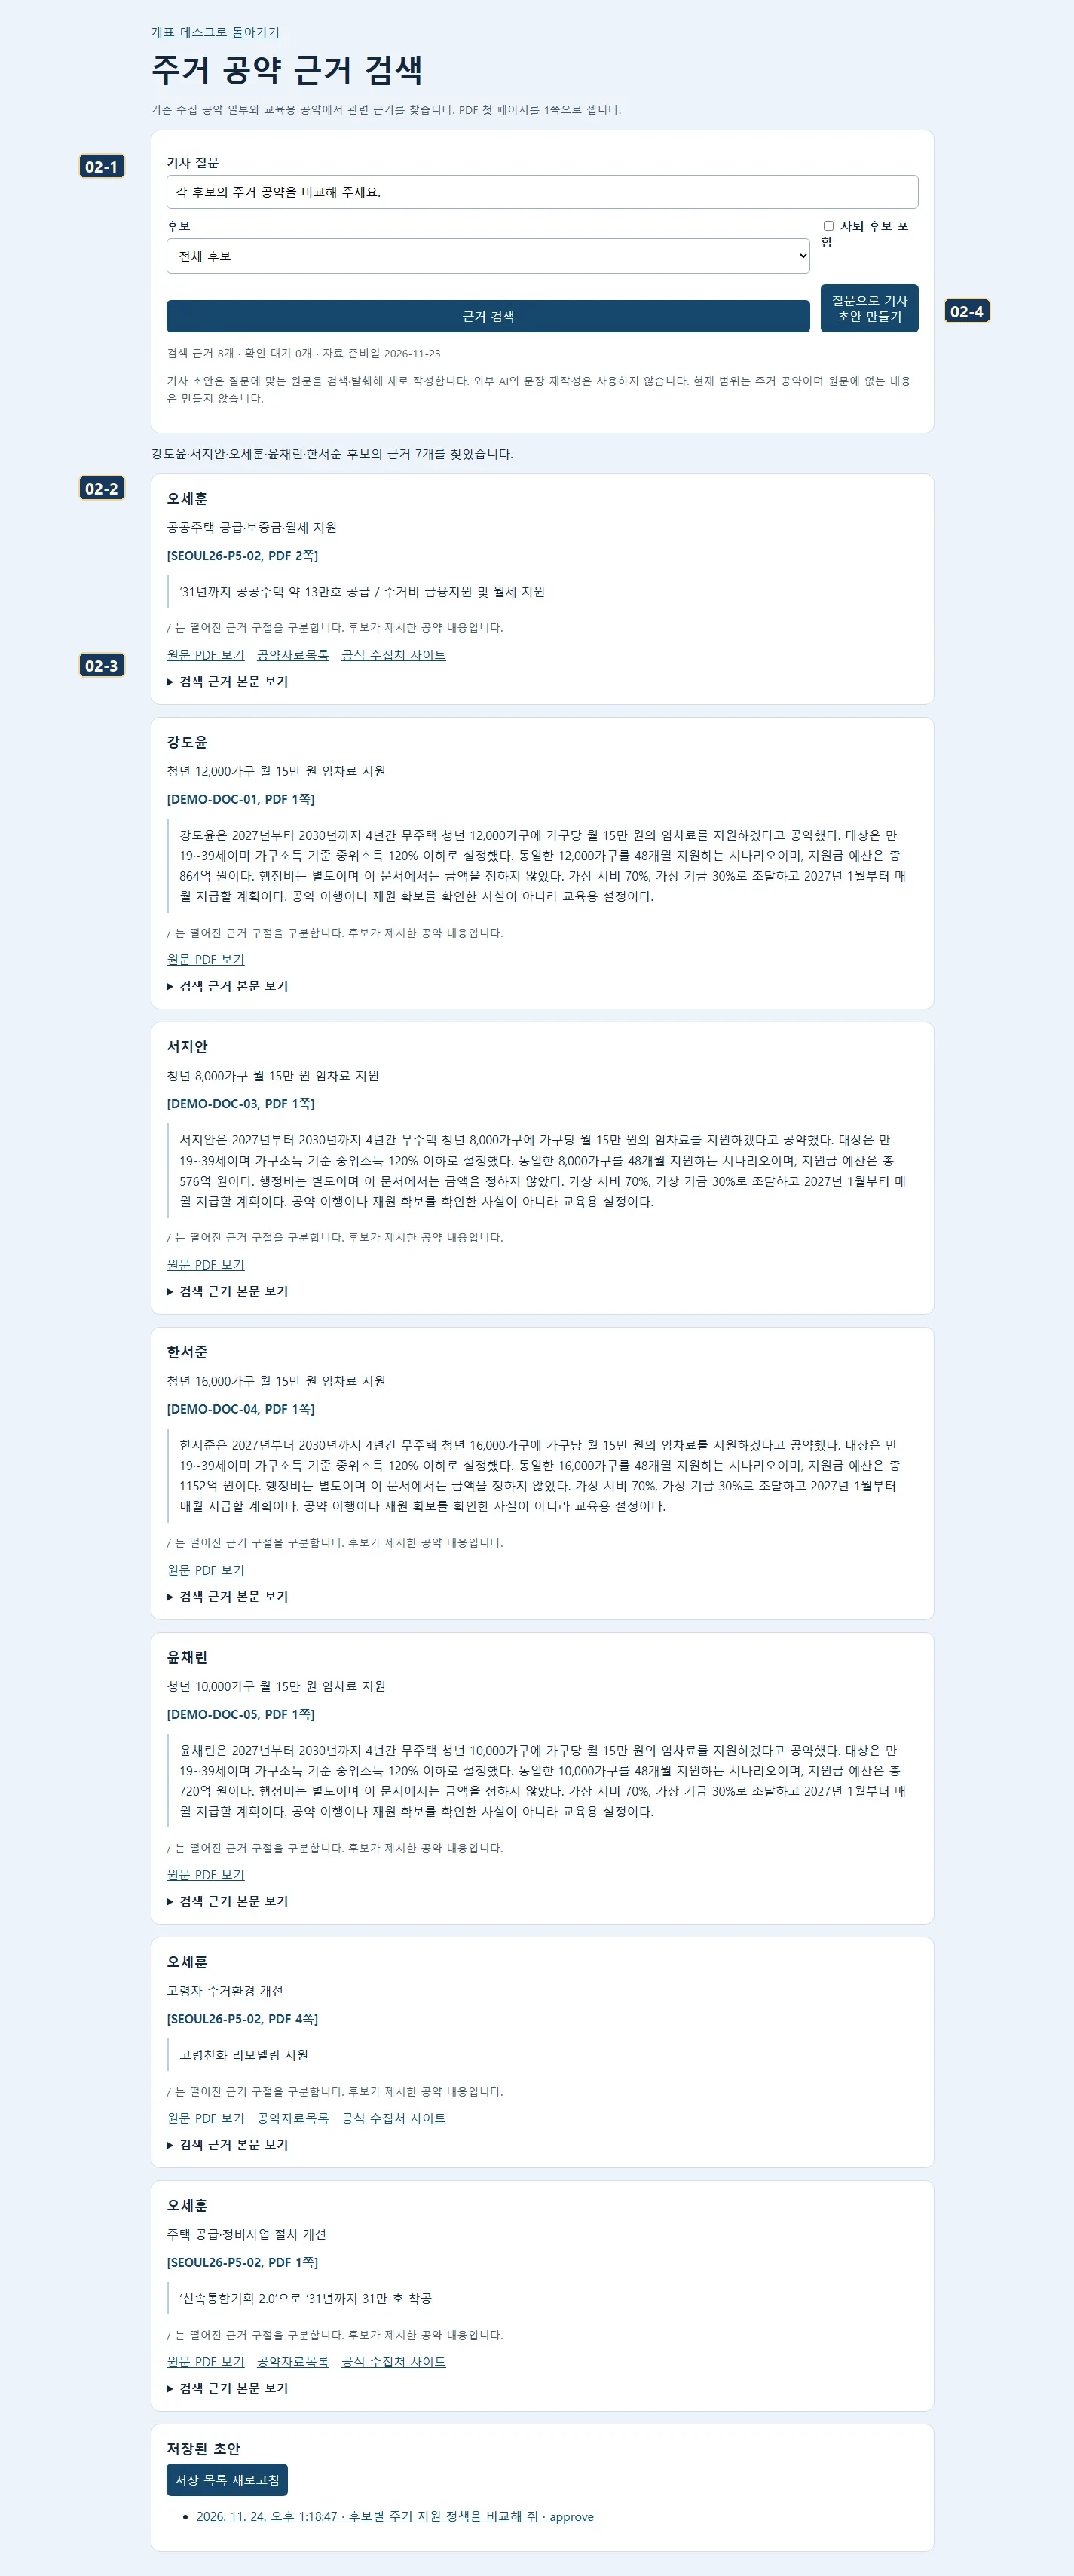 개표 데스크로 돌아가기
주거 공약 근거 검색
기존 수집 공약 일부와 교육용 공약에서 관련 근거를 찾습니다. PDF 첫 페이지를 1쪽으로 셉니다.
02-1
기사 질문
각 후보의 주거 공약을 비교해 주세요.
후보
사퇴 후보 포
함
전체 후보
근거 검색
질문으로 기사
초안 만들기
02-4
검색 근거 8개 · 확인 대기 0개 · 자료 준비일 2026-11-23
기사 초안은 질문에 맞는 원문을 검색·발췌해 새로 작성합니다. 외부 AI의 문장 재작성은 사용하지 않습니다. 현재 범위는 주거 공약이며 원문에 없는 내용
은 만들지 않습니다.
강도윤·서지안·오세훈·윤채린·한서준 후보의 근거 7개를 찾았습니다.
02-2
오세훈
공공주택 공급·보증금·월세 지원
[SEOUL26-P5-02, PDF 2쪽]
‘31년까지 공공주택 약 13만호 공급 / 주거비 금융지원 및 월세 지원
/ 는 떨어진 근거 구절을 구분합니다. 후보가 제시한 공약 내용입니다.
02-3
원문 PDF 보기 공약자료목록 공식 수집처 사이트
▶ 검색 근거 본문 보기
강도윤
청년 12,000가구 월 15만 원 임차료 지원
[DEMO-DOC-01, PDF 1쪽]
강도윤은 2027년부터 2030년까지 4년간 무주택 청년 12,000가구에 가구당 월 15만 원의 임차료를 지원하겠다고 공약했다. 대상은 만
19~39세이며 가구소득 기준 중위소득 120% 이하로 설정했다. 동일한 12,000가구를 48개월 지원하는 시나리오이며, 지원금 예산은 총
864억 원이다. 행정비는 별도이며 이 문서에서는 금액을 정하지 않았다. 가상 시비 70%, 가상 기금 30%로 조달하고 2027년 1월부터 매
월 지급할 계획이다. 공약 이행이나 재원 확보를 확인한 사실이 아니라 교육용 설정이다.
/ 는 떨어진 근거 구절을 구분합니다. 후보가 제시한 공약 내용입니다.
원문 PDF 보기
▶ 검색 근거 본문 보기
서지안
청년 8,000가구 월 15만 원 임차료 지원
[DEMO-DOC-03, PDF 1쪽]
서지안은 2027년부터 2030년까지 4년간 무주택 청년 8,000가구에 가구당 월 15만 원의 임차료를 지원하겠다고 공약했다. 대상은 만
19~39세이며 가구소득 기준 중위소득 120% 이하로 설정했다. 동일한 8,000가구를 48개월 지원하는 시나리오이며, 지원금 예산은 총
576억 원이다. 행정비는 별도이며 이 문서에서는 금액을 정하지 않았다. 가상 시비 70%, 가상 기금 30%로 조달하고 2027년 1월부터 매
월 지급할 계획이다. 공약 이행이나 재원 확보를 확인한 사실이 아니라 교육용 설정이다.
/ 는 떨어진 근거 구절을 구분합니다. 후보가 제시한 공약 내용입니다.
원문 PDF 보기
▶ 검색 근거 본문 보기
한서준
청년 16,000가구 월 15만 원 임차료 지원
[DEMO-DOC-04, PDF 1쪽]
한서준은 2027년부터 2030년까지 4년간 무주택 청년 16,000가구에 가구당 월 15만 원의 임차료를 지원하겠다고 공약했다. 대상은 만
19~39세이며 가구소득 기준 중위소득 120% 이하로 설정했다. 동일한 16,000가구를 48개월 지원하는 시나리오이며, 지원금 예산은 총
1152억 원이다. 행정비는 별도이며 이 문서에서는 금액을 정하지 않았다. 가상 시비 70%, 가상 기금 30%로 조달하고 2027년 1월부터
매월 지급할 계획이다. 공약 이행이나 재원 확보를 확인한 사실이 아니라 교육용 설정이다.
/ 는 떨어진 근거 구절을 구분합니다. 후보가 제시한 공약 내용입니다.
원문 PDF 보기
▶ 검색 근거 본문 보기
윤채린
청년 10,000가구 월 15만 원 임차료 지원
[DEMO-DOC-05, PDF 1쪽]
윤채린은 2027년부터 2030년까지 4년간 무주택 청년 10,000가구에 가구당 월 15만 원의 임차료를 지원하겠다고 공약했다. 대상은 만
19~39세이며 가구소득 기준 중위소득 120% 이하로 설정했다. 동일한 10,000가구를 48개월 지원하는 시나리오이며, 지원금 예산은 총
720억 원이다. 행정비는 별도이며 이 문서에서는 금액을 정하지 않았다. 가상 시비 70%, 가상 기금 30%로 조달하고 2027년 1월부터 매
월 지급할 계획이다. 공약 이행이나 재원 확보를 확인한 사실이 아니라 교육용 설정이다.
/ 는 떨어진 근거 구절을 구분합니다. 후보가 제시한 공약 내용입니다.
원문 PDF 보기
▶ 검색 근거 본문 보기
오세훈
고령자 주거환경 개선
[SEOUL26-P5-02, PDF 4쪽]
고령친화 리모델링 지원
/ 는 떨어진 근거 구절을 구분합니다. 후보가 제시한 공약 내용입니다.
원문 PDF 보기 공약자료목록 공식 수집처 사이트
▶ 검색 근거 본문 보기
오세훈
주택 공급·정비사업 절차 개선
[SEOUL26-P5-02, PDF 1쪽]
‘신속통합기획 2.0’으로 ‘31년까지 31만 호 착공
/ 는 떨어진 근거 구절을 구분합니다. 후보가 제시한 공약 내용입니다.
원문 PDF 보기 공약자료목록 공식 수집처 사이트
▶ 검색 근거 본문 보기
저장된 초안
저장 목록 새로고침
• 2026. 11. 24. 오후 1:18:47 · 후보별 주거 지원 정책을 비교해 줘 · approve